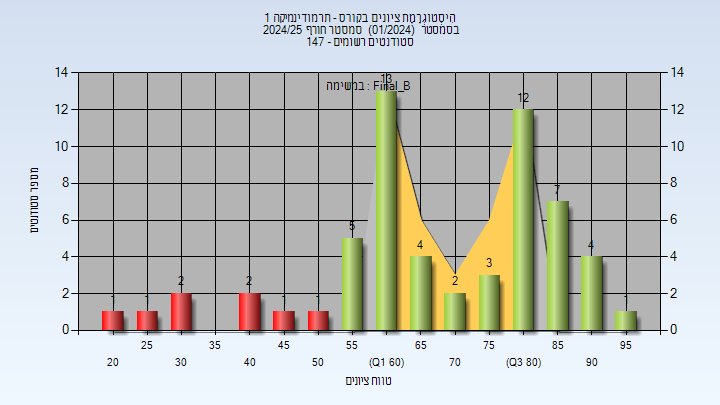 היסטוגרמת ציונים בקורס - תרמודינמיקה 1
בסמסטר (01/2024) סמסטר חורף 2024/25
סטודנטים רשומים - 147
במשימה : Final_B
מספר סטודנטים
14 12 10 8 6 4 2 0
14 12 10 8 6 4 2 0
1 1 2 2 1 1 5 13 4 2 3 12 7 4 1
25 35 45 55 65 75 85 95
20 30 40 50 (Q1 60) 70 (Q3 80) 90
טווח ציונים